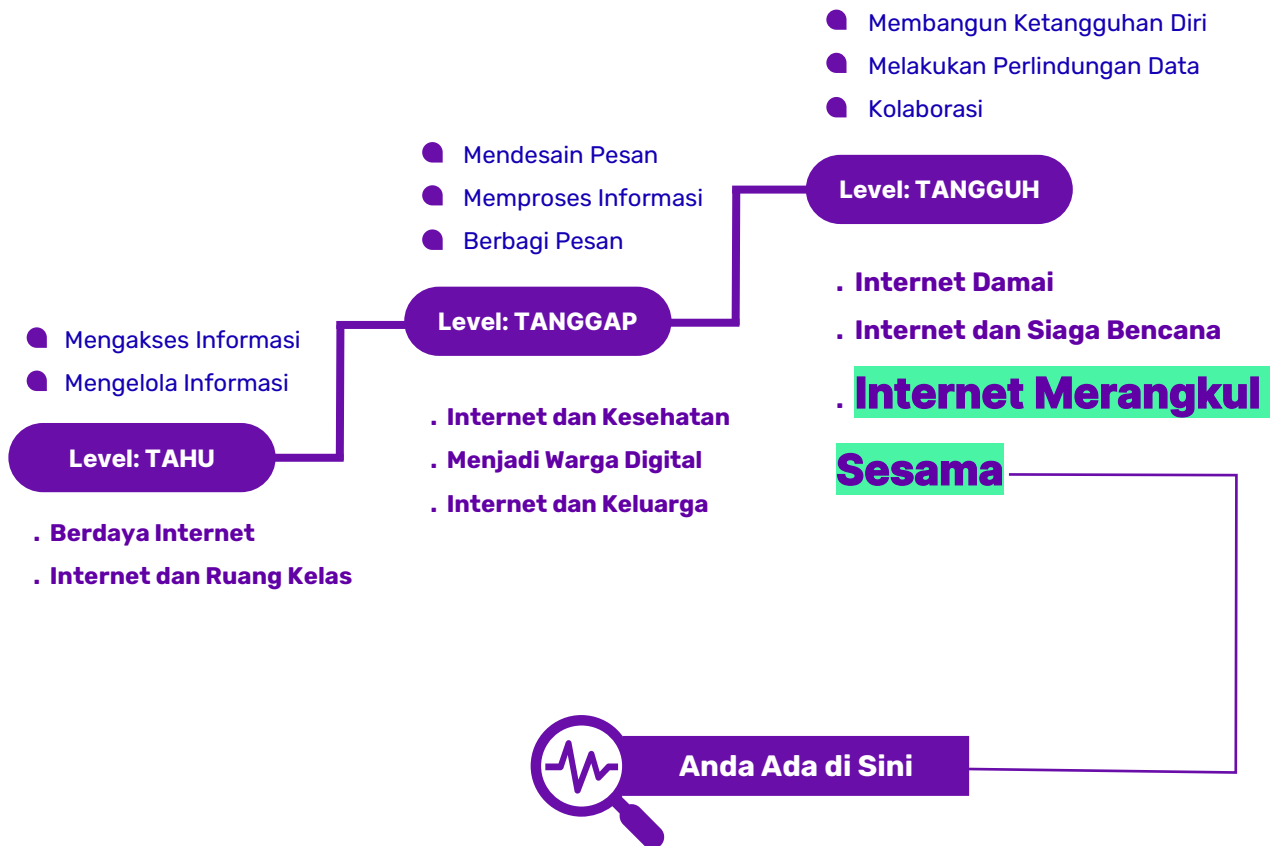 Mengakses Informasi
Mengelola Informasi
Level: TAHU
. Berdaya Internet
. Internet dan Ruang Kelas
Mendesain Pesan
Memproses Informasi
Berbagi Pesan
Level: TANGGAP
. Internet dan Kesehatan
. Menjadi Warga Digital
. Internet dan Keluarga
Membangun Ketangguhan Diri
Melakukan Perlindungan Data
Kolaborasi
Level: TANGGUH
. Internet Damai
. Internet dan Siaga Bencana
. Internet Merangkul
Sesama
Anda Ada di Sini